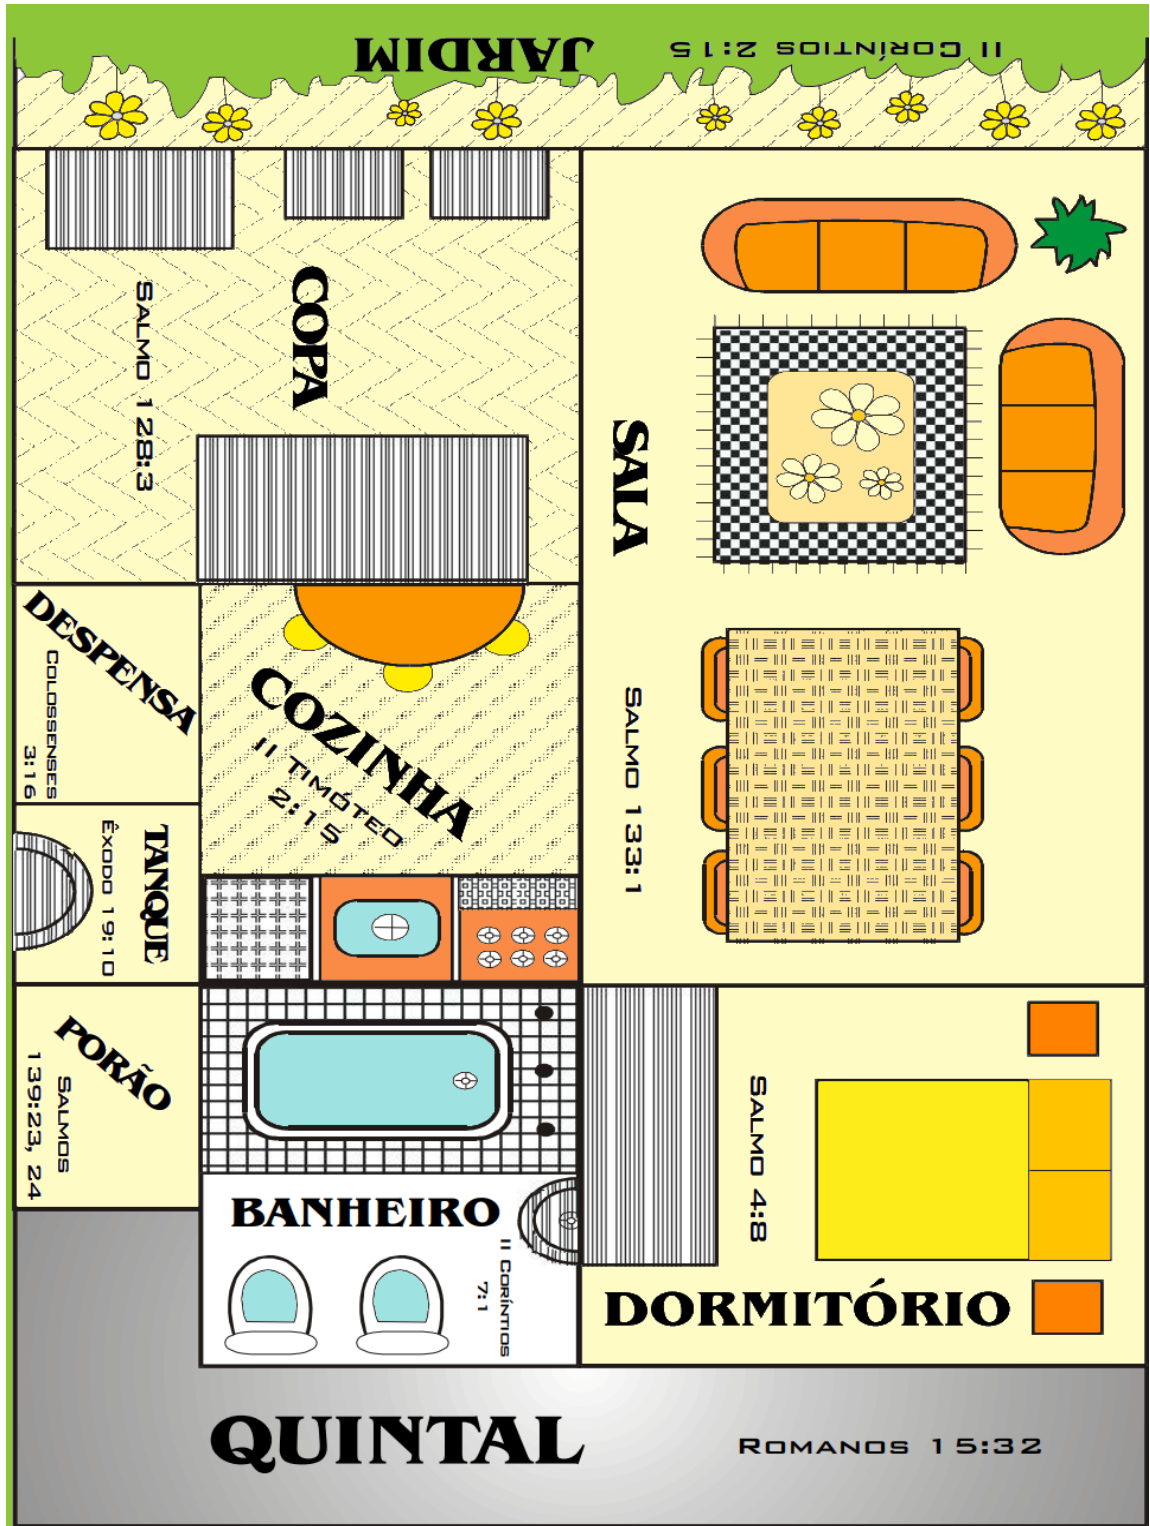 JARDIM
II Coríntios 2:15
COPA
Salmo 128:3
SALA
Salmo 133:1
DESPENSA
Colossenses
3:16
COZINHA
II Timóteo
2:15
TANQUE
Êxodo 19:10
PORÃO
Salmos
139:23, 24
BANHEIRO
II Coríntios
7:1
Salmo 4:8
DORMITÓRIO
QUINTAL
Romanos 15:32